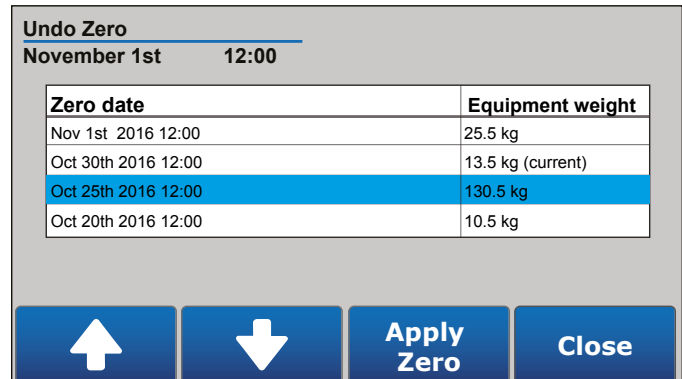 Undo Zero
November 1st 12:00
Zero date Equipment weight
Nov 1st 2016 12:00 25.5 kg
Oct 30th 2016 12:00 13.5 kg (current)
Oct 25th 2016 12:00 130.5 kg
Oct 20th 2016 12:00 10.5 kg
Apply
Zero
Close